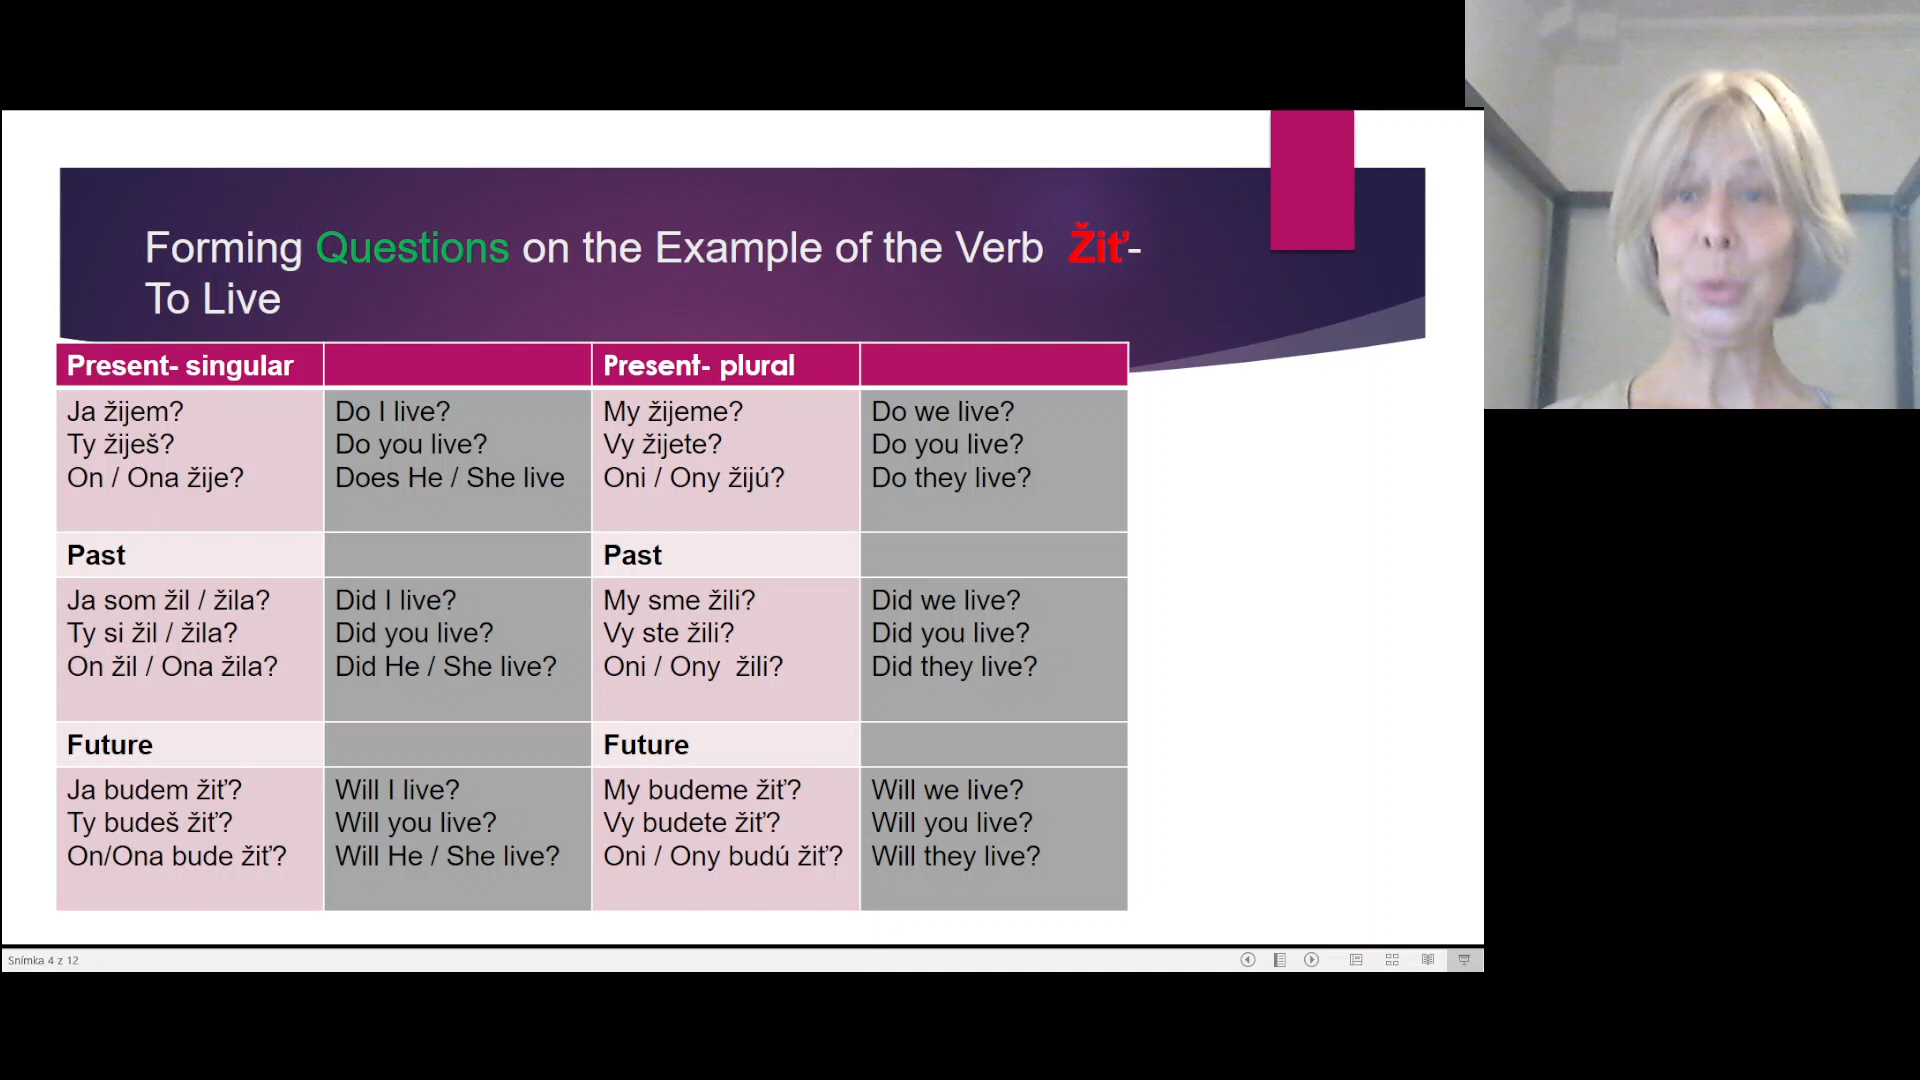 Forming Questions on the Example of the Verb Žiť-
To Live
Present- singular
Present- plural
Ja žijem?
Ty žiješ?
On / Ona žije?
Do I live?
Do you live?
Does He / She live
My žijeme?
Vy žijete?
Oni / Ony žijú?
Do we live?
Do you live?
Do they live?
Past
Past
Ja som žil / žila?
Ty si žil / žila?
On žil / Ona žila?
Did I live?
Did you live?
Did He / She live?
My sme žili?
Vy ste žili?
Oni / Ony žili?
Did we live?
Did you live?
Did they live?
Future
Future
Ja budem žiť?
Ty budeš žiť?
On/Ona bude žiť?
Will I live?
Will you live?
Will He / She live?
My budeme žiť?
Vy budete žiť?
Oni / Ony budú žiť?
Will we live?
Will you live?
Will they live?
Snímka 4 z 12